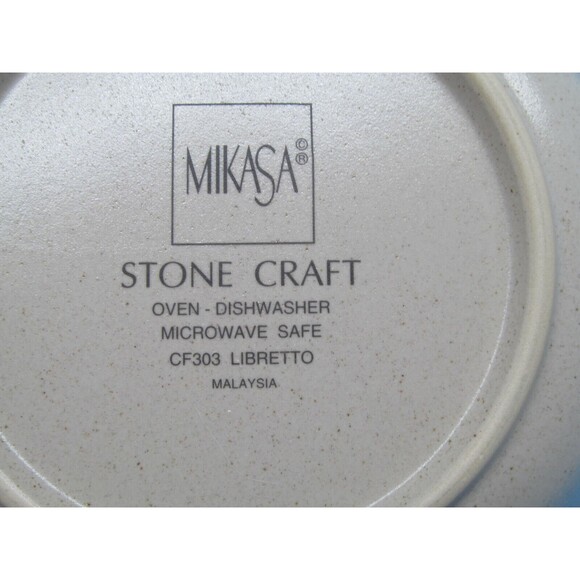 MIKASA ©®
STONE CRAFT
OVEN - DISHWASHER
MICROWAVE SAFE
CF303 LIBRETTO
MALAYSIA